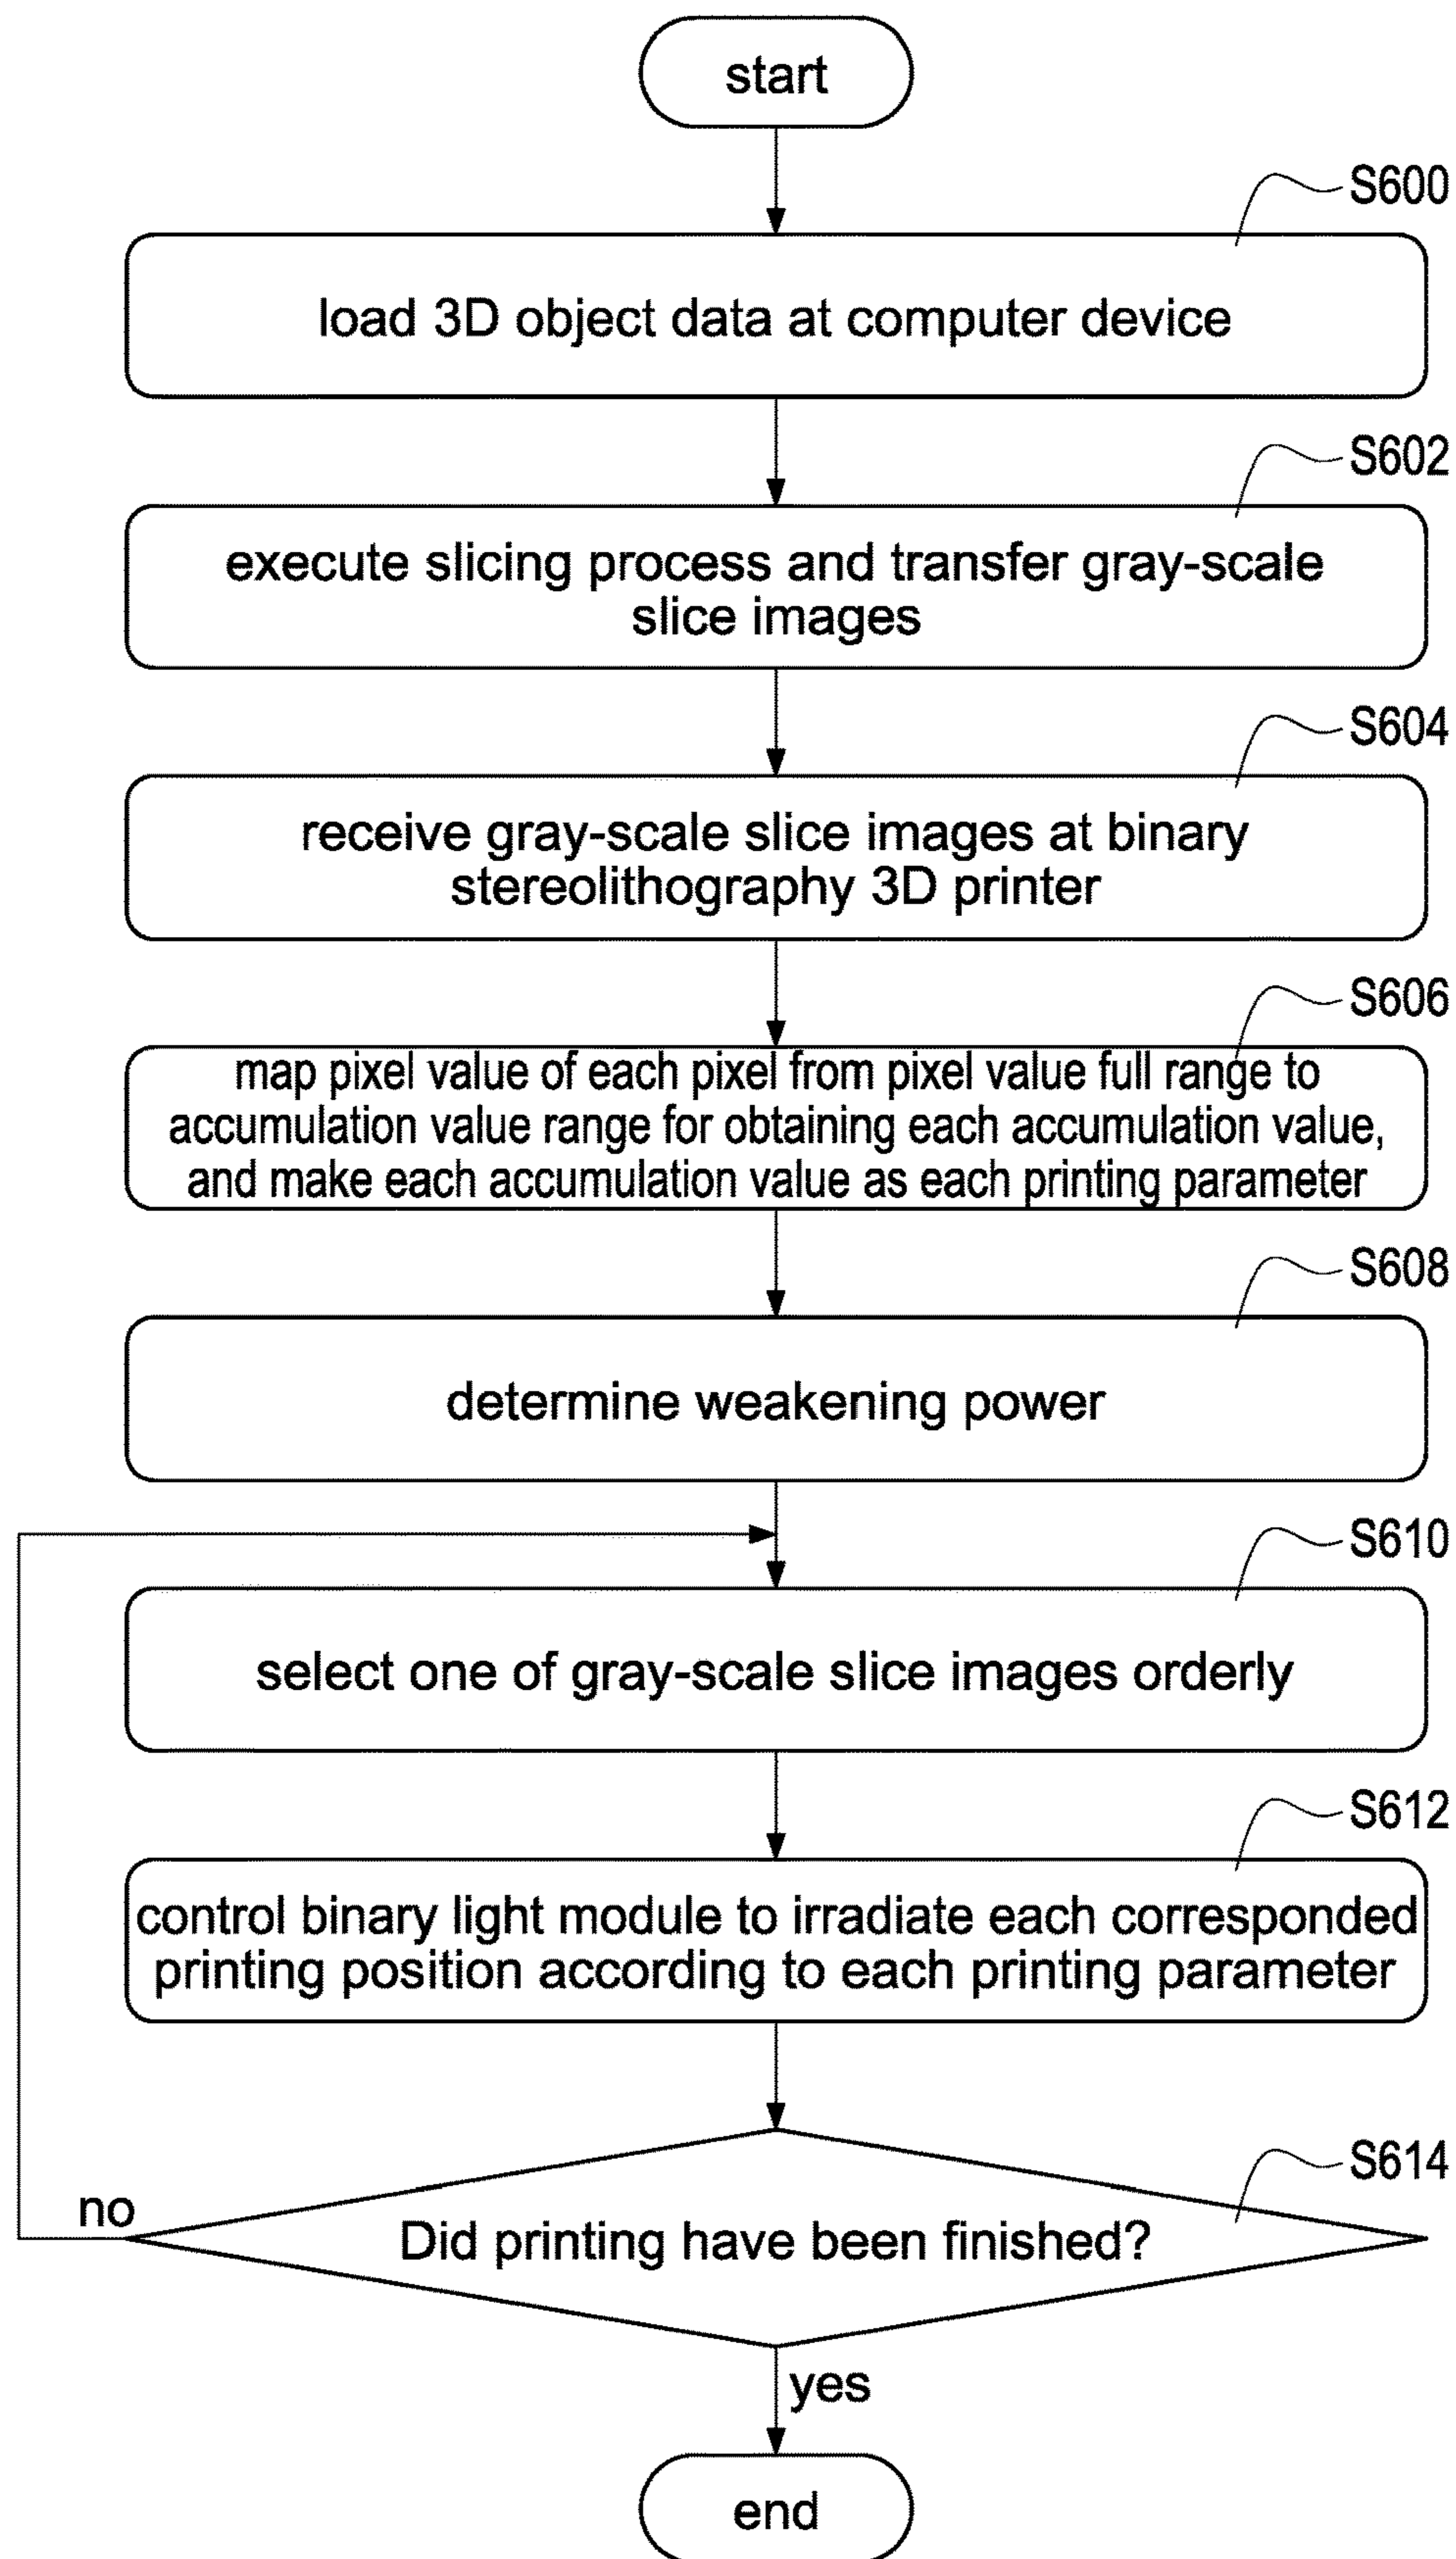 start
S600
load 3D object data at computer device
S602
execute slicing process and transfer gray-scale
slice images
S604
receive gray-scale slice images at binary
stereolithography 3D printer
S606
map pixel value of each pixel from pixel value full range to
accumulation value range for obtaining each accumulation value,
and make each accumulation value as each printing parameter
S608
determine weakening power
S610
select one of gray-scale slice images orderly
S612
control binary light module to irradiate each corresponded
printing position according to each printing parameter
S614
no
Did printing have been finished?
yes
end